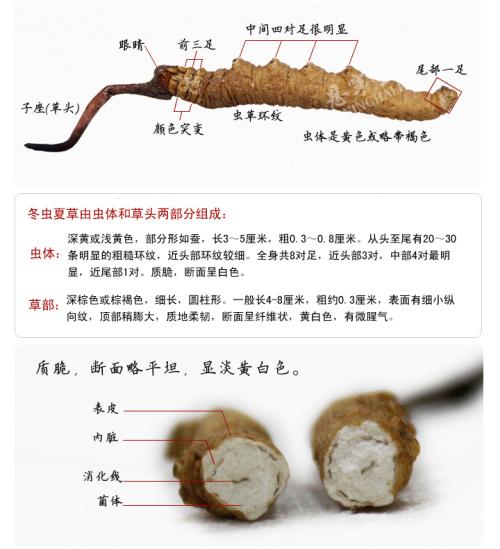 中间四对足很明显
眼睛
前三足
尾部一足
子座(草头)
颜色突变
虫草环纹
虫体是黄色或略带褐色
冬虫夏草由虫体和草头两部分组成：
虫体：
深黄或浅黄色，部分形如蚕，长3～5厘米，粗0.3～0.8厘米。从头至尾有20～30
条明显的粗糙环纹，近头部环纹较细。全身共8对足，近头部3对，中部4对最明
显，近尾部1对。质脆，断面呈白色。
草部：
深棕色或棕褐色，细长，圆柱形。一般长4-8厘米，粗约0.3厘米，表面有细小纵
向纹，顶部稍膨大，质地柔韧，断面呈纤维状，黄白色，有微腥气。
质脆，断面略平坦，显淡黄白色。
表皮
内脏
消化线
菌体